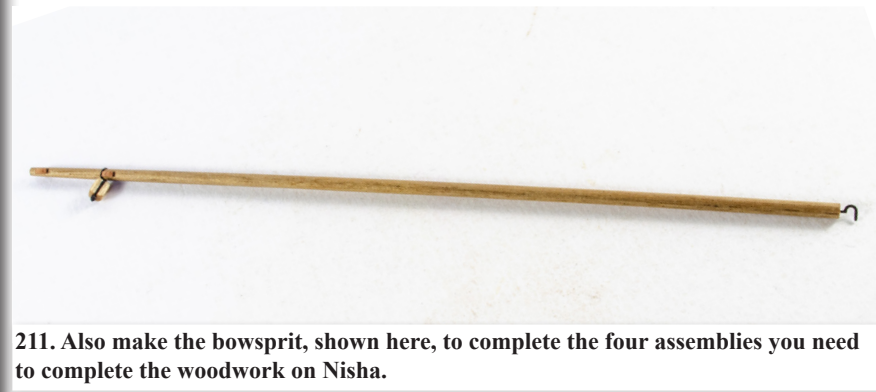 211. Also make the bowsprit, shown here, to complete the four assemblies you need
to complete the woodwork on Nisha.